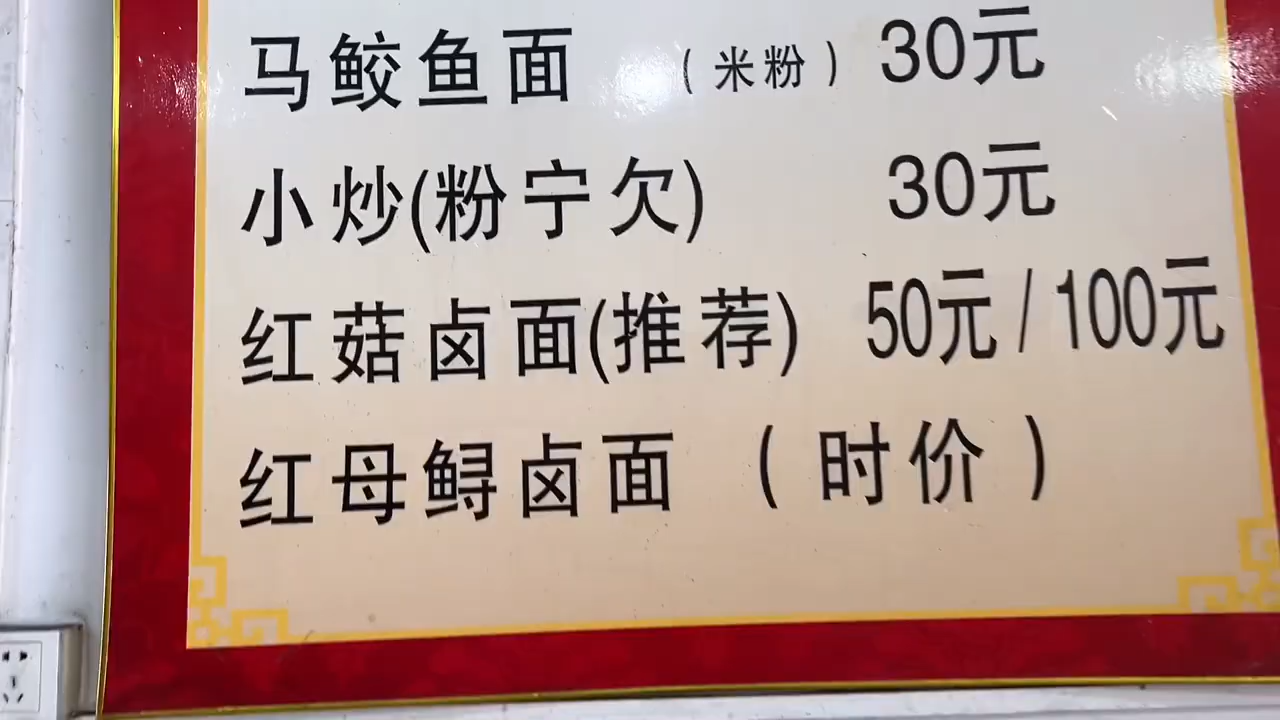 马鲛鱼面 （米粉） 30元
小炒(粉宁欠) 30元
红菇卤面(推荐) 50元/100元
红母鲟卤面 （时价）